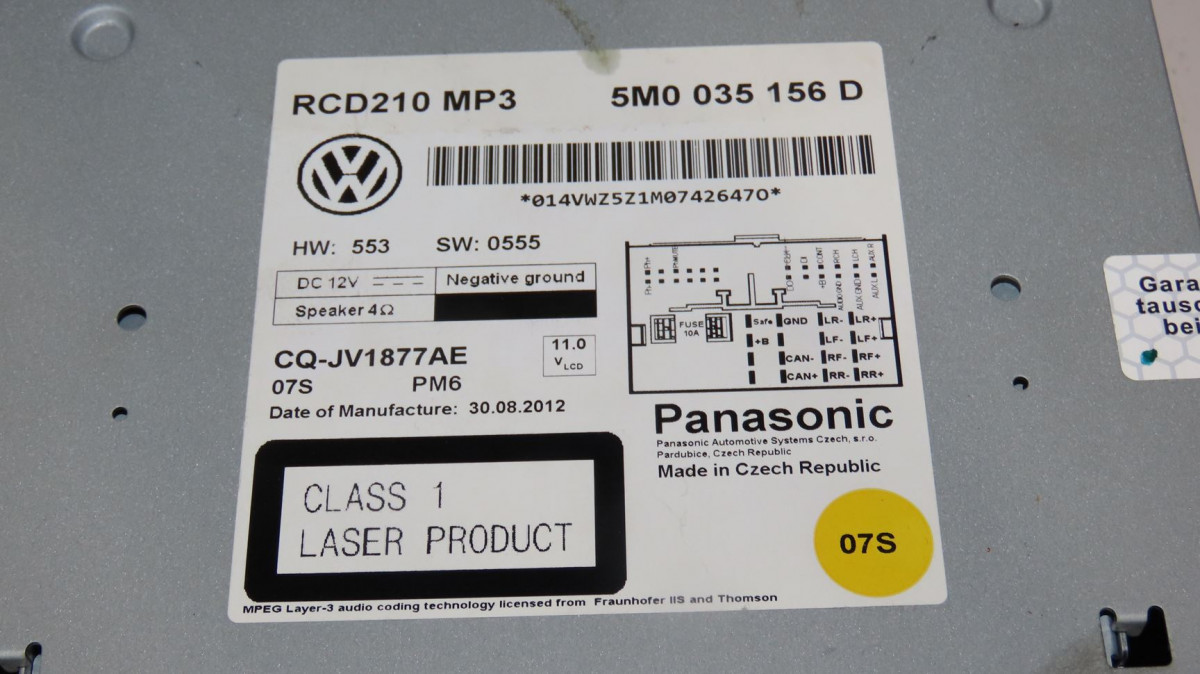 RCD210 MP3 5M0 035 156 D
*014VWZ5Z1M0742647O*
HW: 553 SW: 0555
DC 12V Negative ground
Speaker 4Ω
CQ-JV1877AE
11.0
VLCD
07S PM6
Date of Manufacture: 30.08.2012
FUSE
10A
Safe GND LR- LR+
+B LF- LF+
CAN- RF- RF+
CAN+ RR- RR+
Panasonic
Panasonic Automotive Systems Czech, s.r.o.
Pardubice, Czech Republic
Made in Czech Republic
CLASS 1
LASER PRODUCT
07S
MPEG Layer-3 audio coding technology licensed from Fraunhofer IIS and Thomson
Gara
tausc
bei